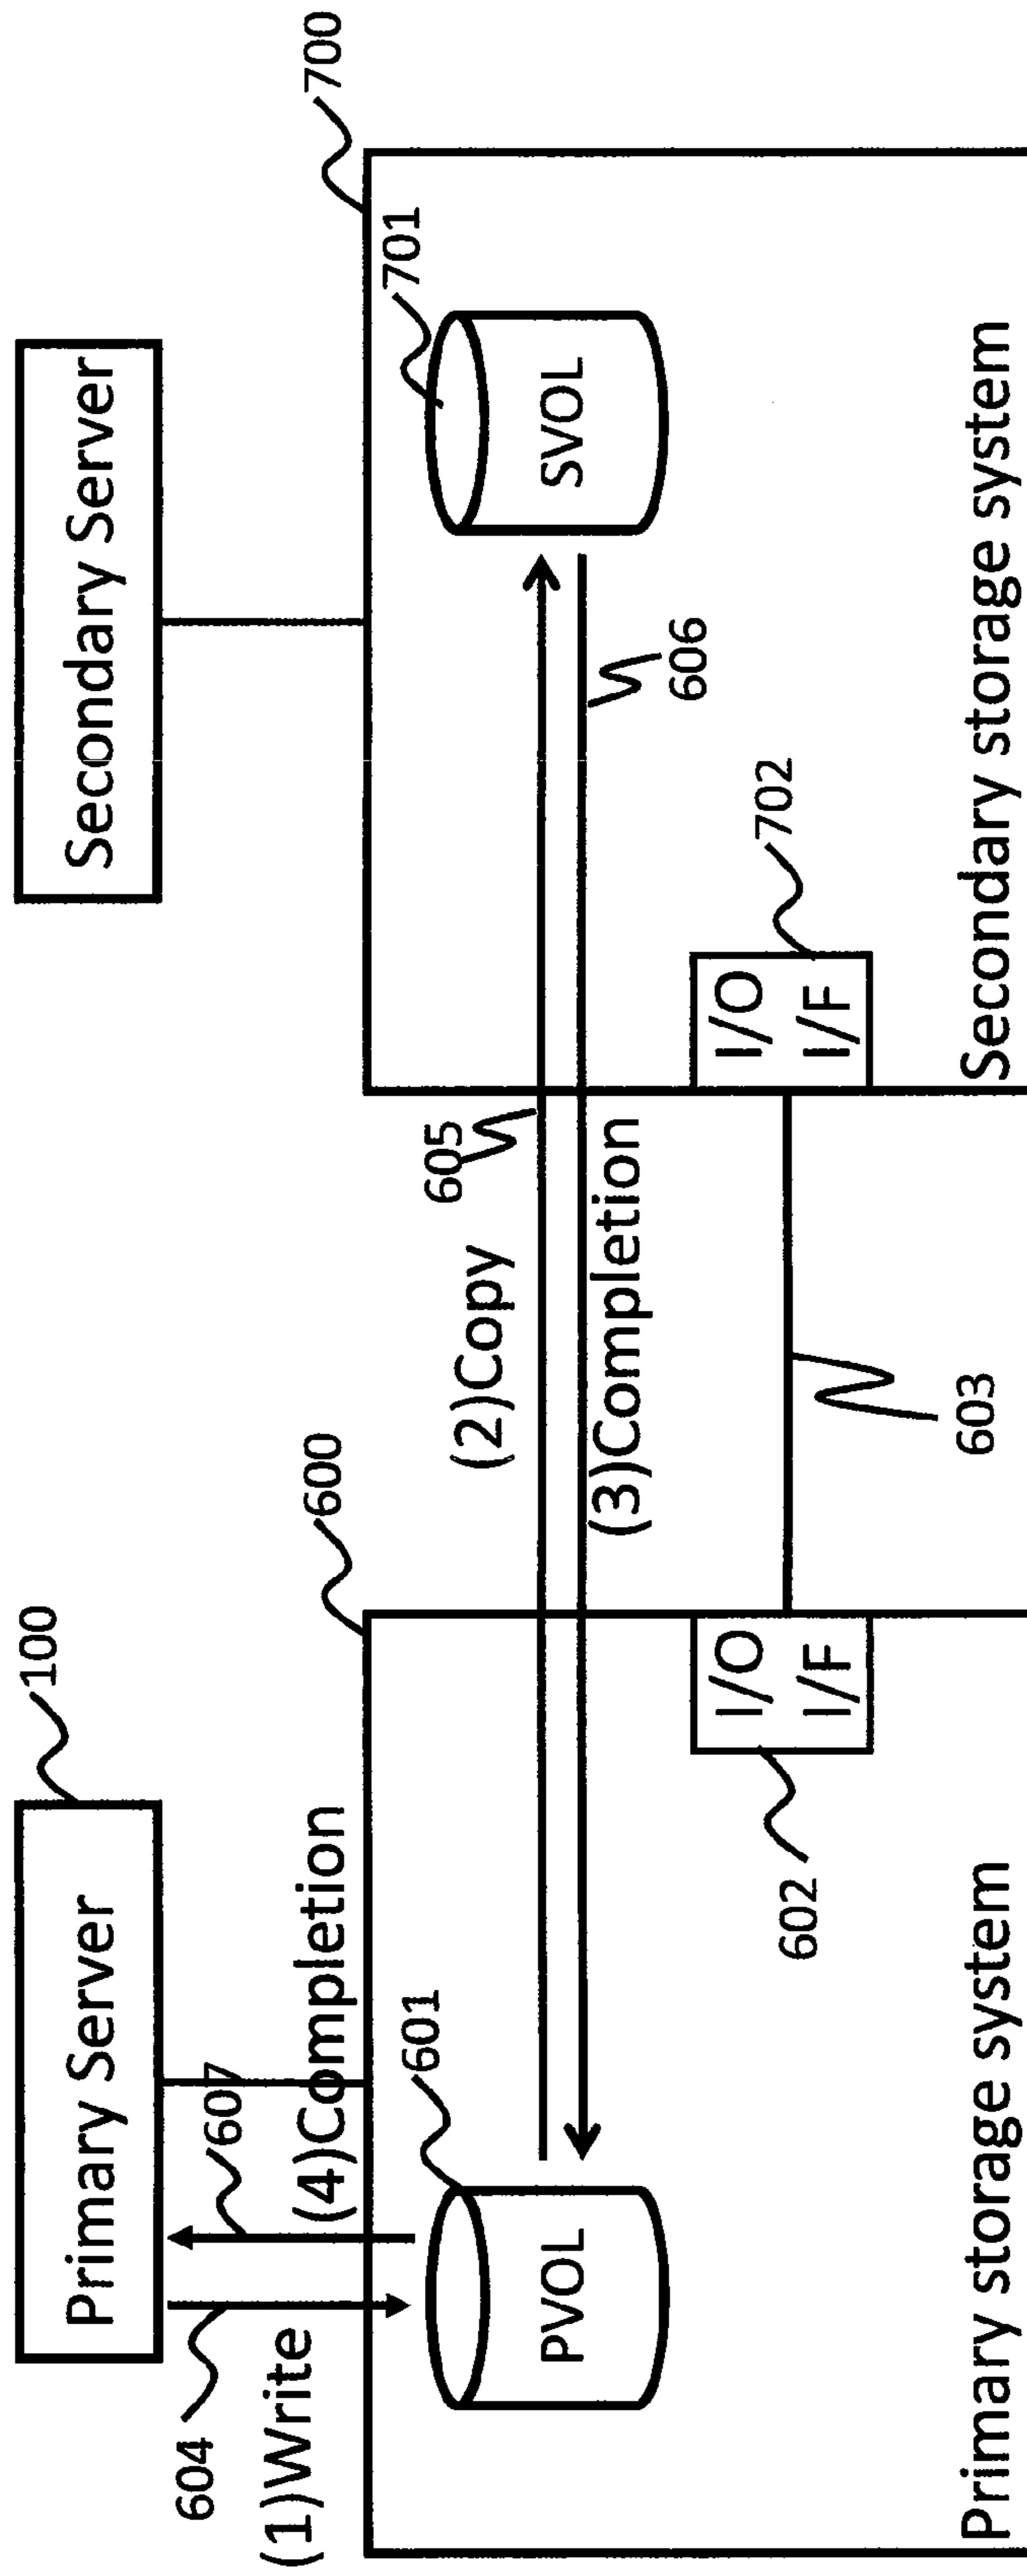 Primary Server
100
Secondary Server
700
604
(1)Write
607
(4)Completion
600
601
PVOL
(2)Copy
605
(3)Completion
606
701
SVOL
602
I/O
I/F
603
I/O
I/F
702
Primary storage system
Secondary storage system